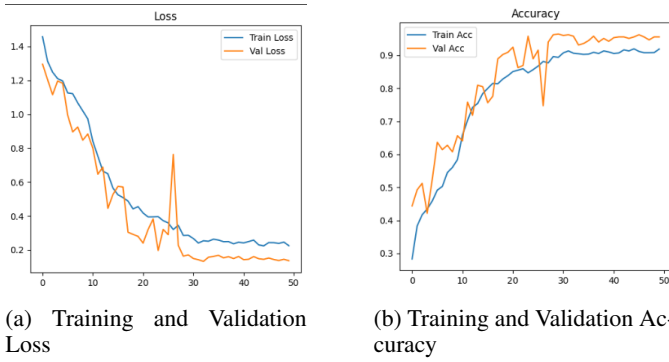 Loss
Train Loss
Val Loss
1.4
1.2
1.0
0.8
0.6
0.4
0.2
0 10 20 30 40 50
(a) Training and Validation
Loss
Accuracy
Train Acc
Val Acc
0.9
0.8
0.7
0.6
0.5
0.4
0.3
0 10 20 30 40 50
(b) Training and Validation Ac-
curacy